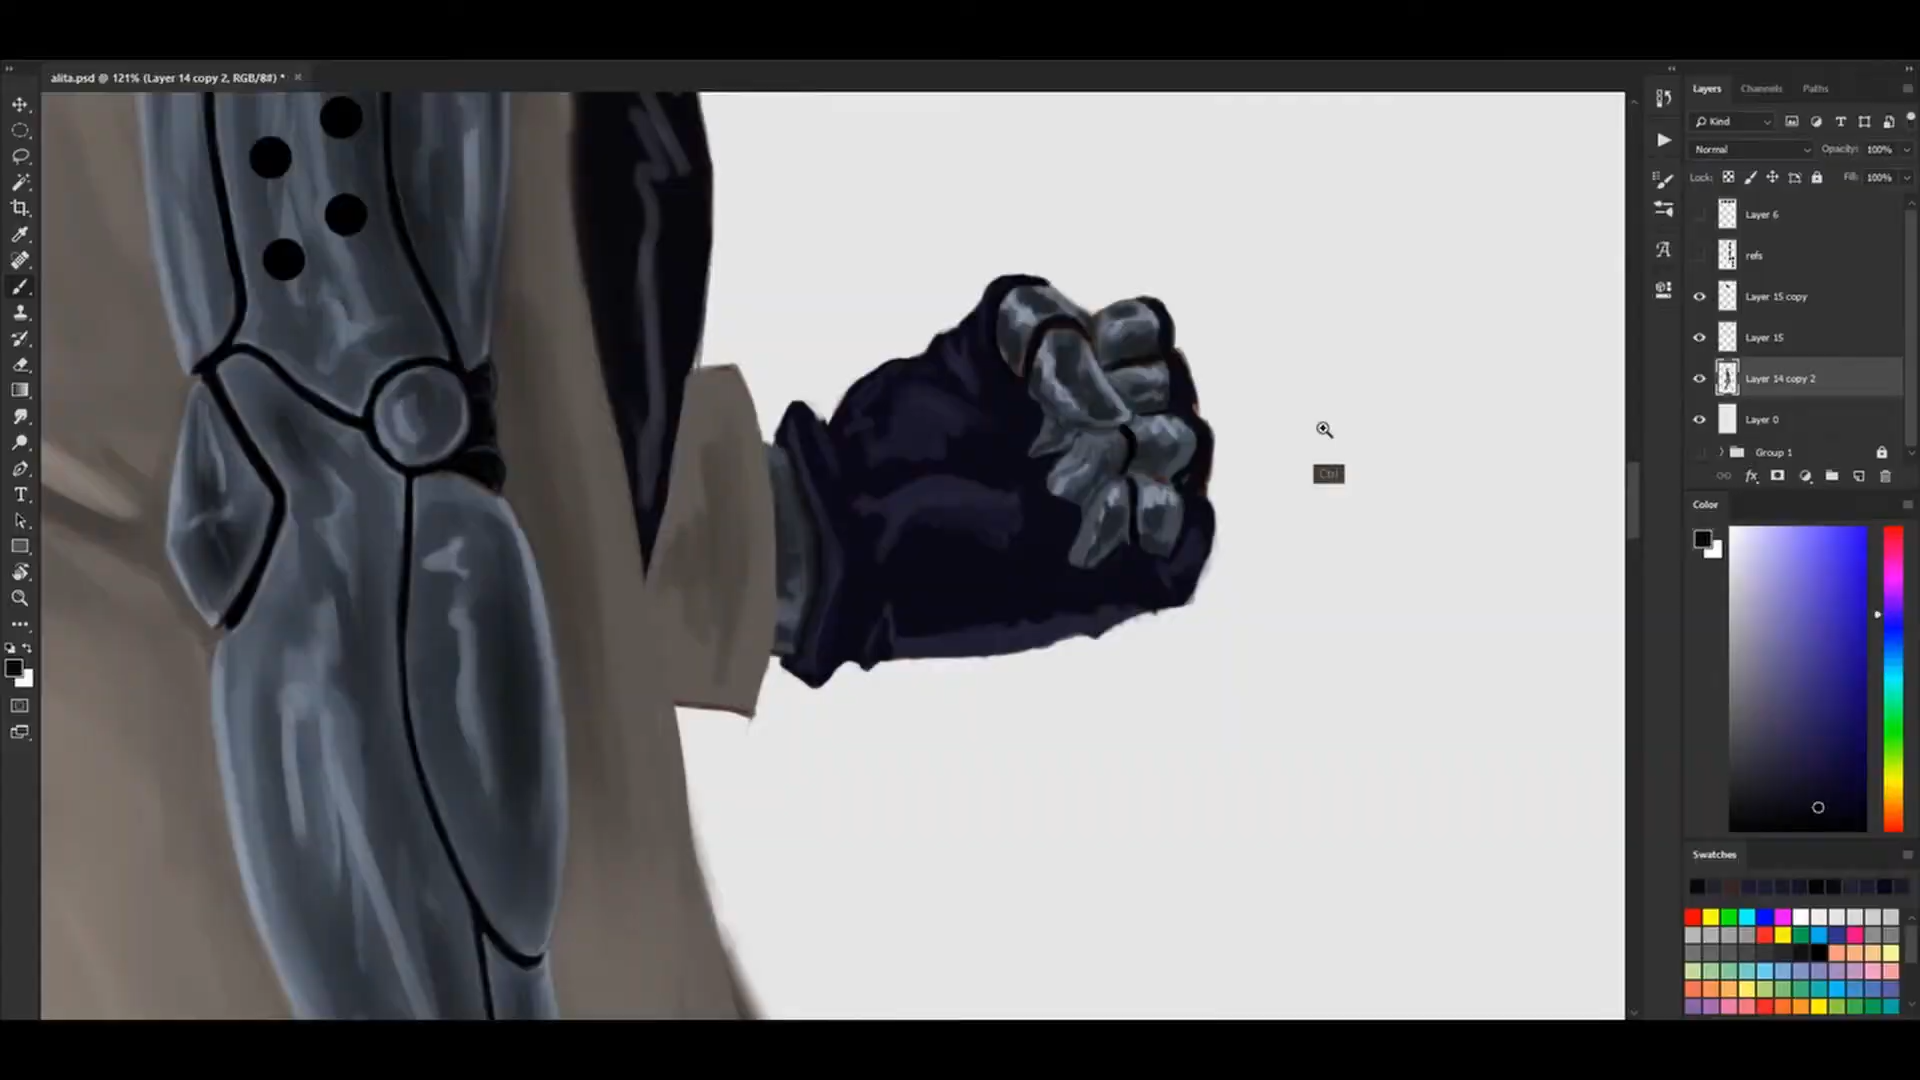 alita.psd @ 121% (Layer 14 copy 2, RGB/8#) *
Layers Channels Paths
Kind
Normal Opacity: 100%
Lock: Fill: 100%
Layer 6
refs
Layer 15 copy
Layer 15
Layer 14 copy 2
Layer 0
Group 1
fx
Color
Ctrl
Swatches